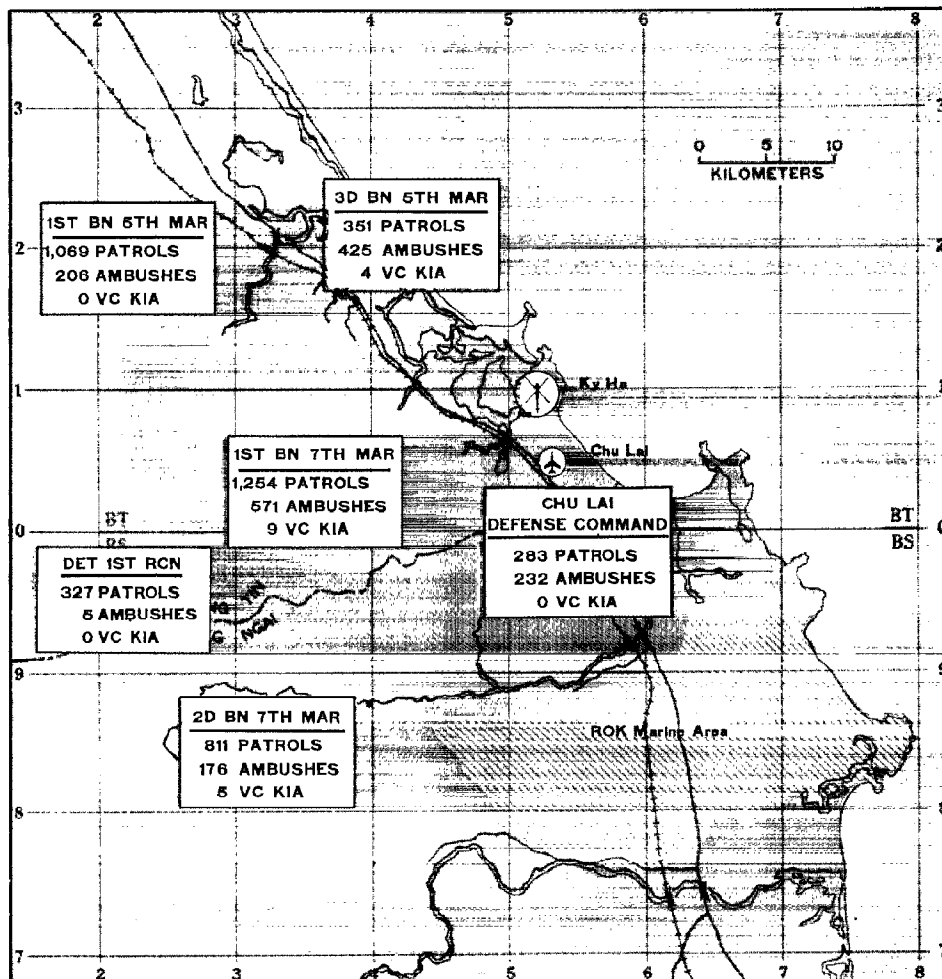 2 3 4 5 6 7 8
3
2
1
0
9
8
7
0 5 10
KILOMETERS
3D BN 5TH MAR
351 PATROLS
425 AMBUSHES
4 VC KIA
1ST BN 5TH MAR
1,069 PATROLS
206 AMBUSHES
0 VC KIA
Ky Ha
Chu Lai
1ST BN 7TH MAR
1,254 PATROLS
571 AMBUSHES
9 VC KIA
CHU LAI
DEFENSE COMMAND
283 PATROLS
232 AMBUSHES
0 VC KIA
BT
BS
BT
BS
DET 1ST RCN
327 PATROLS
5 AMBUSHES
0 VC KIA
NGAI
2D BN 7TH MAR
811 PATROLS
176 AMBUSHES
5 VC KIA
ROK Marine Area
2 3 4 5 6 7 8